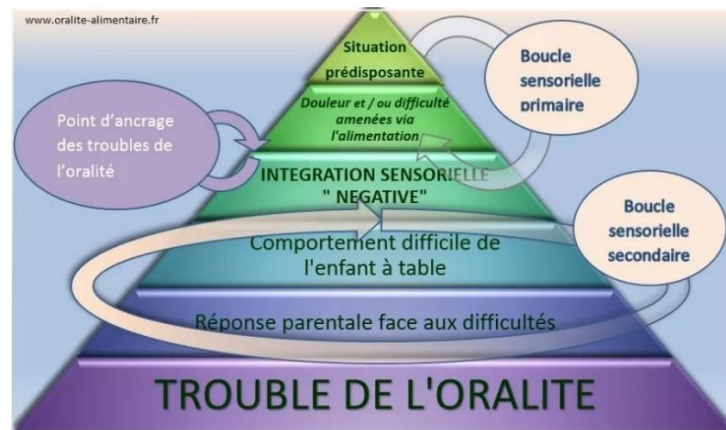 www.oralite-alimentaire.fr
Situation
prédisposante
Boucle
sensorielle
primaire
Douleur et / ou difficulté
amenées via
l'alimentation
Point d'ancrage
des troubles de
l'oralité
INTEGRATION SENSORIELLE
" NEGATIVE"
Boucle
sensorielle
secondaire
Comportement difficile de
l'enfant à table
Réponse parentale face aux difficultés
TROUBLE DE L'ORALITE